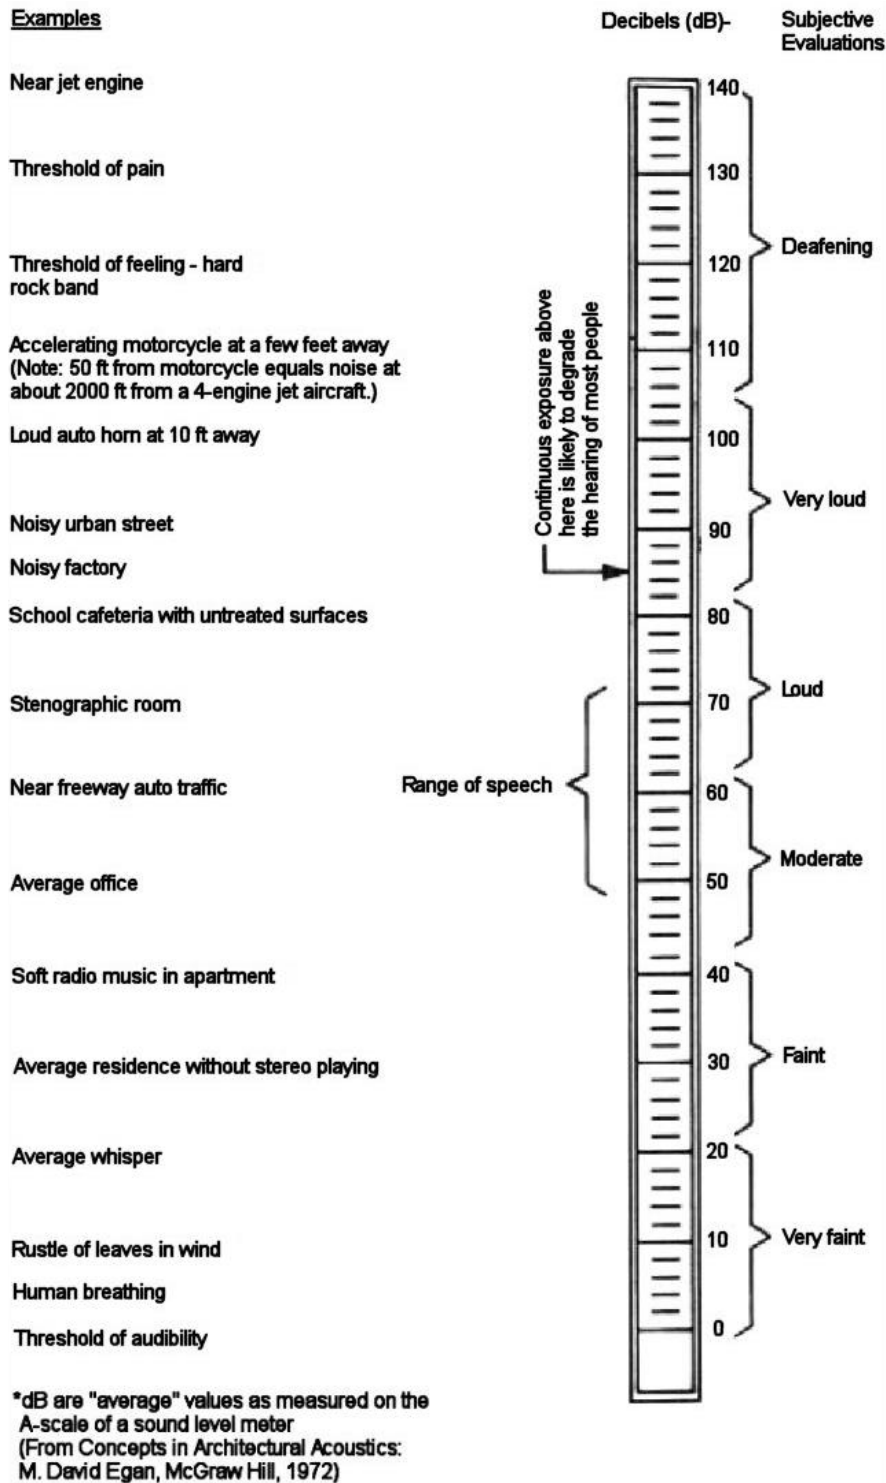 Examples
Decibels (dB)-
Subjective
Evaluations
Near jet engine
140
Threshold of pain
130
Deafening
Threshold of feeling - hard
rock band
120
Accelerating motorcycle at a few feet away
(Note: 50 ft from motorcycle equals noise at
about 2000 ft from a 4-engine jet aircraft.)
110
Continuous exposure above
here is likely to degrade
the hearing of most people
Loud auto horn at 10 ft away
100
Very loud
Noisy urban street
90
Noisy factory
School cafeteria with untreated surfaces
80
Loud
Stenographic room
70
Near freeway auto traffic
Range of speech
60
Moderate
Average office
50
Soft radio music in apartment
40
Faint
Average residence without stereo playing
30
Average whisper
20
Very faint
Rustle of leaves in wind
10
Human breathing
Threshold of audibility
0
*dB are "average" values as measured on the
A-scale of a sound level meter
(From Concepts in Architectural Acoustics:
M. David Egan, McGraw Hill, 1972)